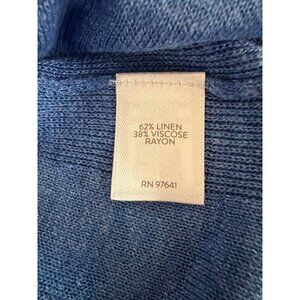 62% LINEN
38% VISCOSE
RAYON
RN 97641